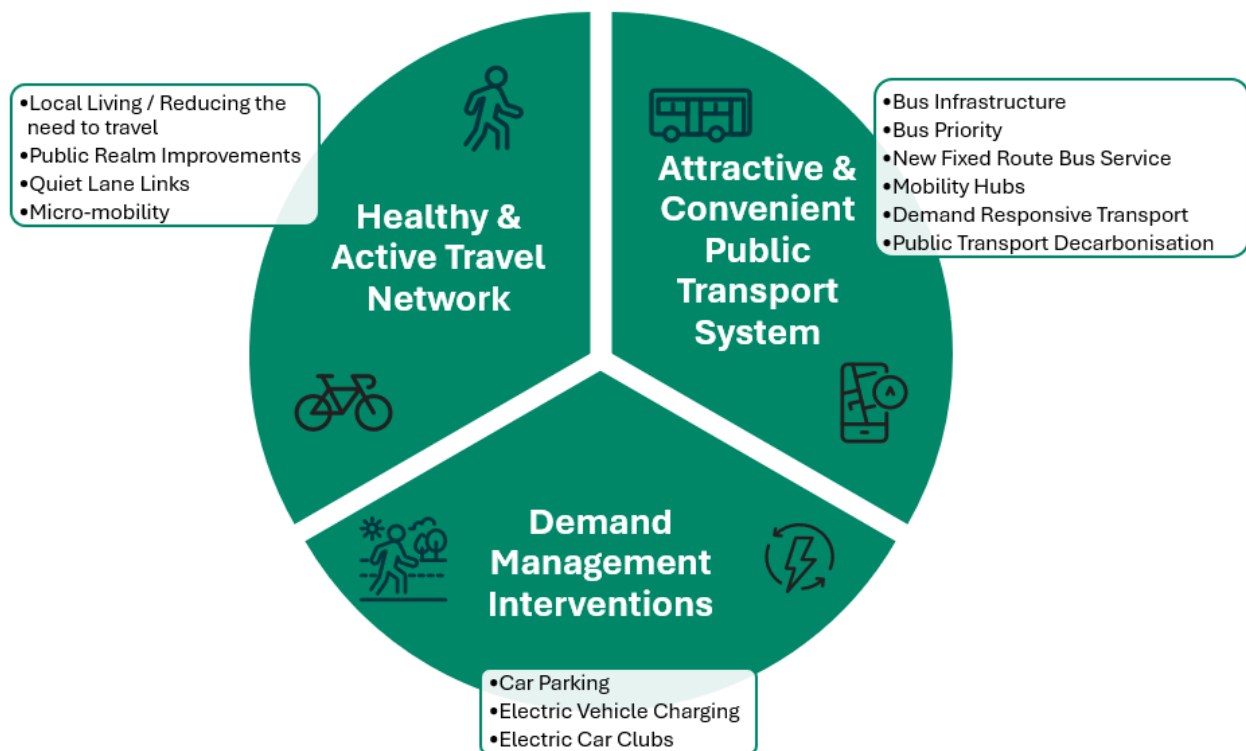 •Local Living / Reducing the
need to travel
•Public Realm Improvements
•Quiet Lane Links
•Micro-mobility
Healthy &
Active Travel
Network
Attractive &
Convenient
Public
Transport
System
•Bus Infrastructure
•Bus Priority
•New Fixed Route Bus Service
•Mobility Hubs
•Demand Responsive Transport
•Public Transport Decarbonisation
Demand
Management
Interventions
•Car Parking
•Electric Vehicle Charging
•Electric Car Clubs